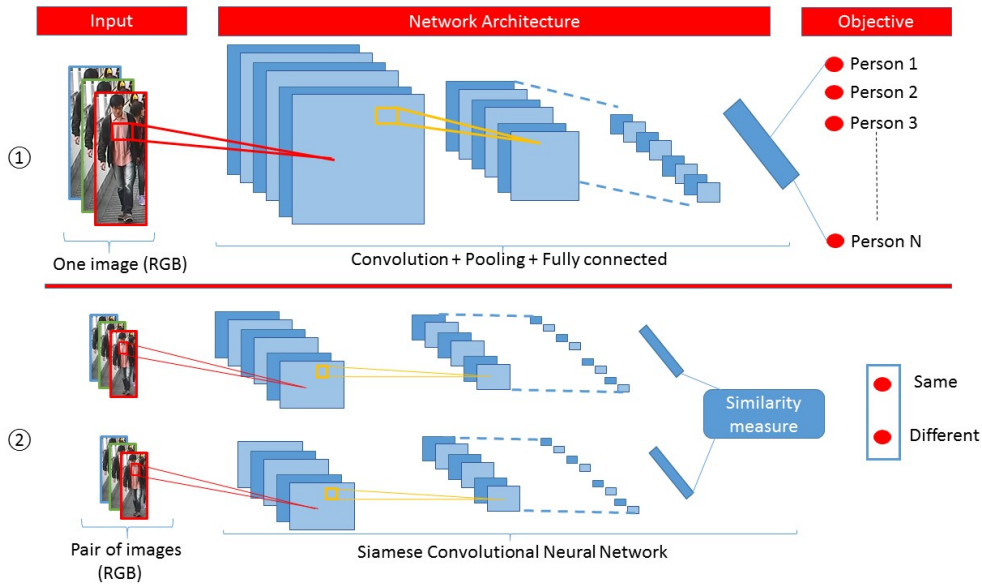 Input
Network Architecture
Objective
①
Person 1
Person 2
Person 3
Person N
One image (RGB)
Convolution + Pooling + Fully connected
②
Similarity
measure
Same
Different
Pair of images
(RGB)
Siamese Convolutional Neural Network